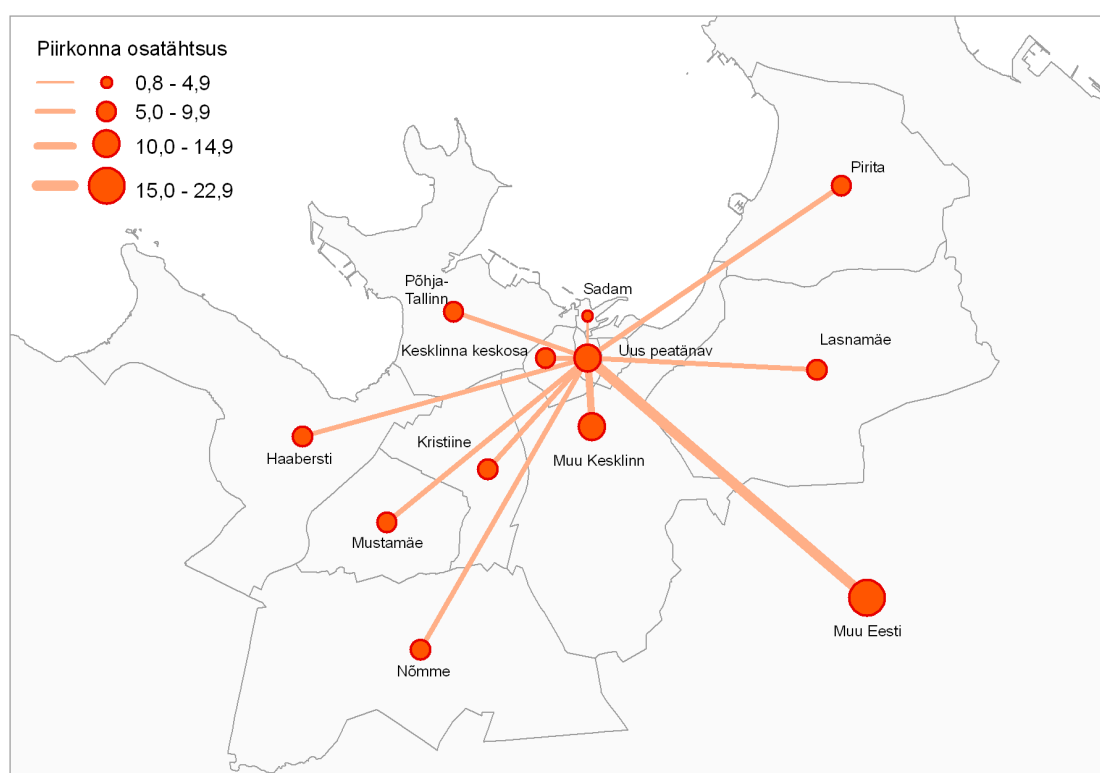 Piirkonna osatähtsus
0,8 - 4,9
5,0 - 9,9
10,0 - 14,9
15,0 - 22,9
Pirita
Põhja-
Tallinn
Sadam
Kesklinna keskosa
Uus peatänav
Lasnamäe
Haabersti
Kristiine
Muu Kesklinn
Mustamäe
Muu Eesti
Nõmme